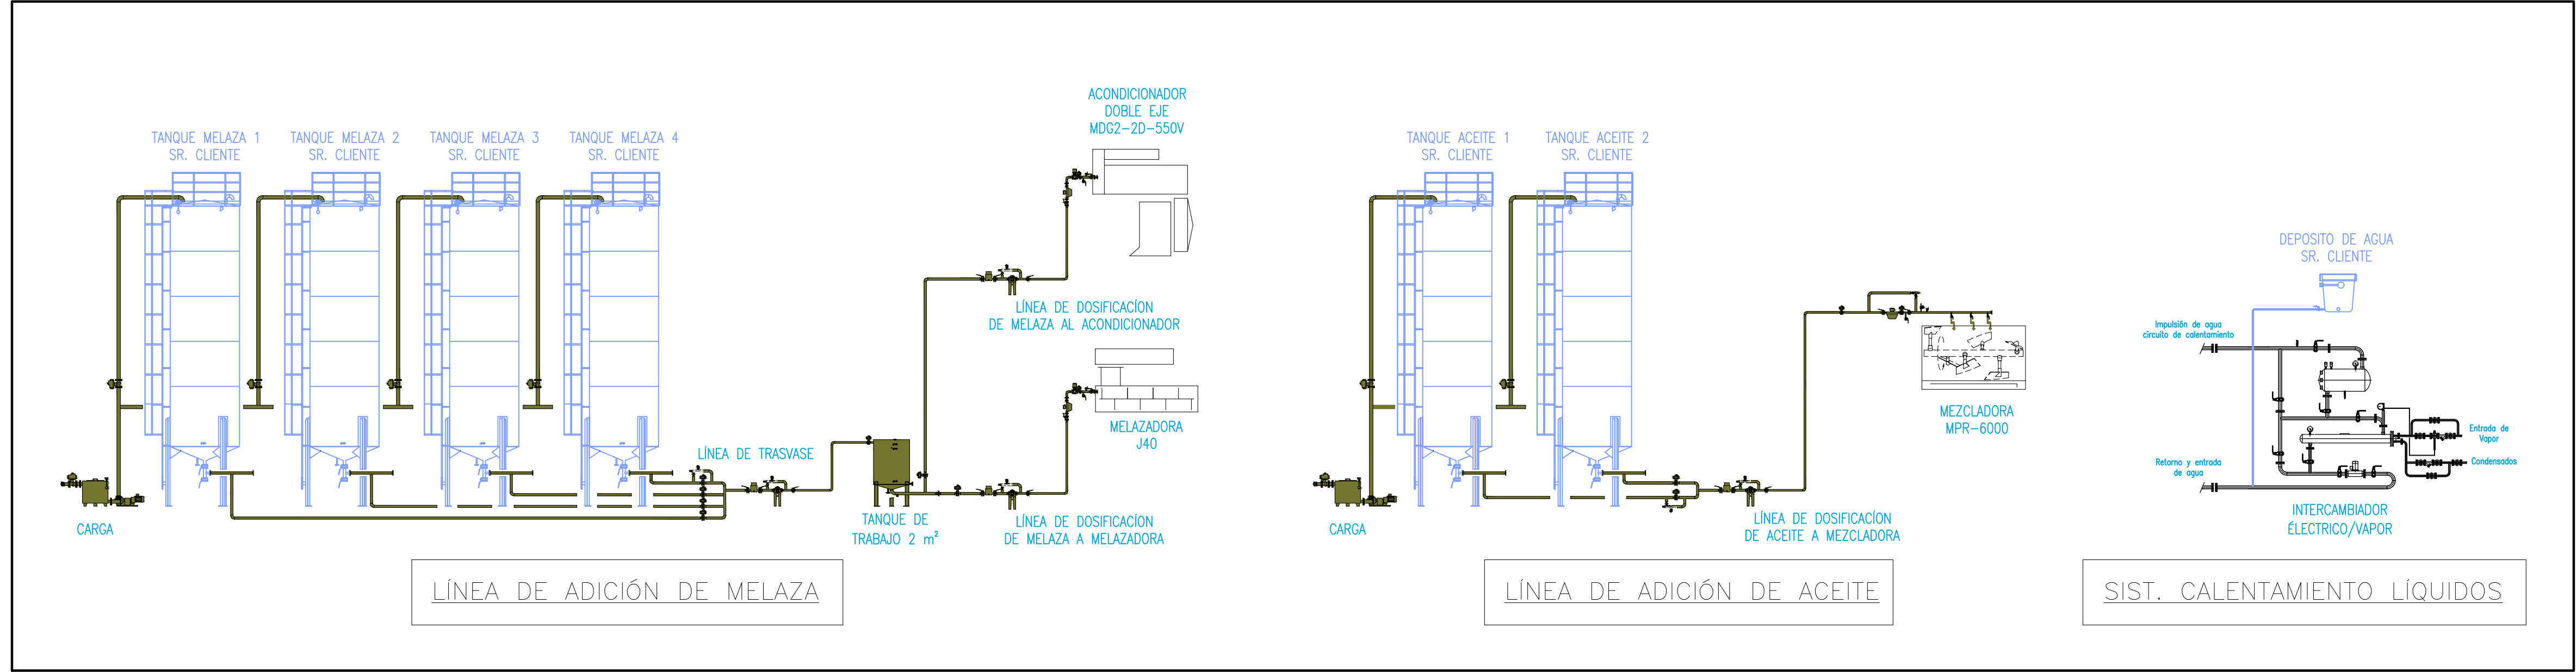 ACONDICIONADOR
DOBLE EJE
MDG2-2D-550V
TANQUE MELAZA 1
SR. CLIENTE
TANQUE MELAZA 2
SR. CLIENTE
TANQUE MELAZA 3
SR. CLIENTE
TANQUE MELAZA 4
SR. CLIENTE
LÍNEA DE DOSIFICACÍON
DE MELAZA AL ACONDICIONADOR
MELAZADORA
J40
LÍNEA DE TRASVASE
CARGA
TANQUE DE
TRABAJO 2 m²
LÍNEA DE DOSIFICACÍON
DE MELAZA A MELAZADORA
LÍNEA DE ADICIÓN DE MELAZA
TANQUE ACEITE 1
SR. CLIENTE
TANQUE ACEITE 2
SR. CLIENTE
MEZCLADORA
MPR-6000
CARGA
LÍNEA DE DOSIFICACÍON
DE ACEITE A MEZCLADORA
LÍNEA DE ADICIÓN DE ACEITE
DEPOSITO DE AGUA
SR. CLIENTE
Impulsión de agua
circuito de calentamiento
Entrada de
Vapor
Condensados
Retorno y entrada
de agua
INTERCAMBIADOR
ÉLECTRICO/VAPOR
SIST. CALENTAMIENTO LÍQUIDOS